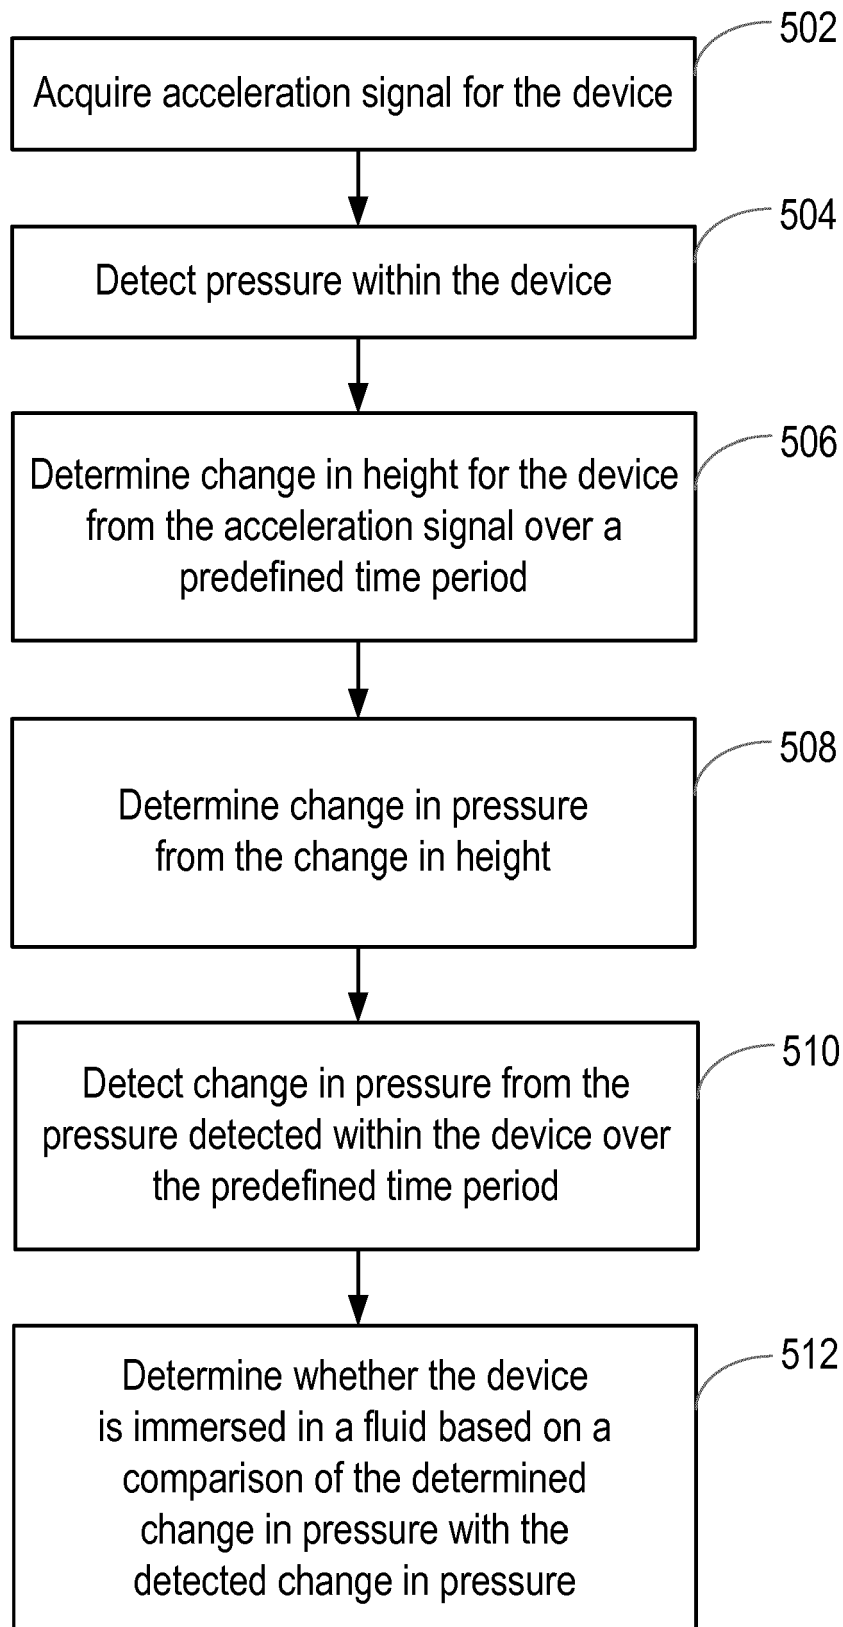 502
Acquire acceleration signal for the device
504
Detect pressure within the device
506
Determine change in height for the device
from the acceleration signal over a
predefined time period
508
Determine change in pressure
from the change in height
510
Detect change in pressure from the
pressure detected within the device over
the predefined time period
512
Determine whether the device
is immersed in a fluid based on a
comparison of the determined
change in pressure with the
detected change in pressure